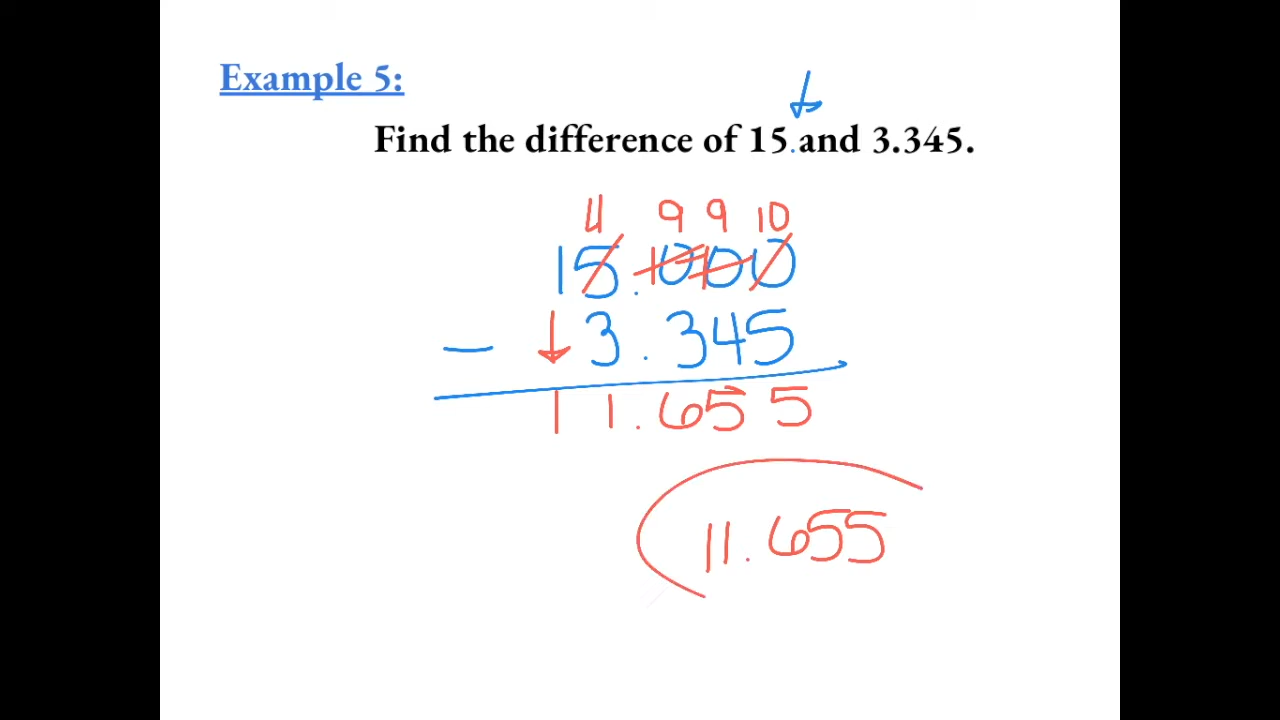 Example 5:
Find the difference of 15.and 3.345.
4 9 9 10
15.000
- 3.345
11.655
11.655